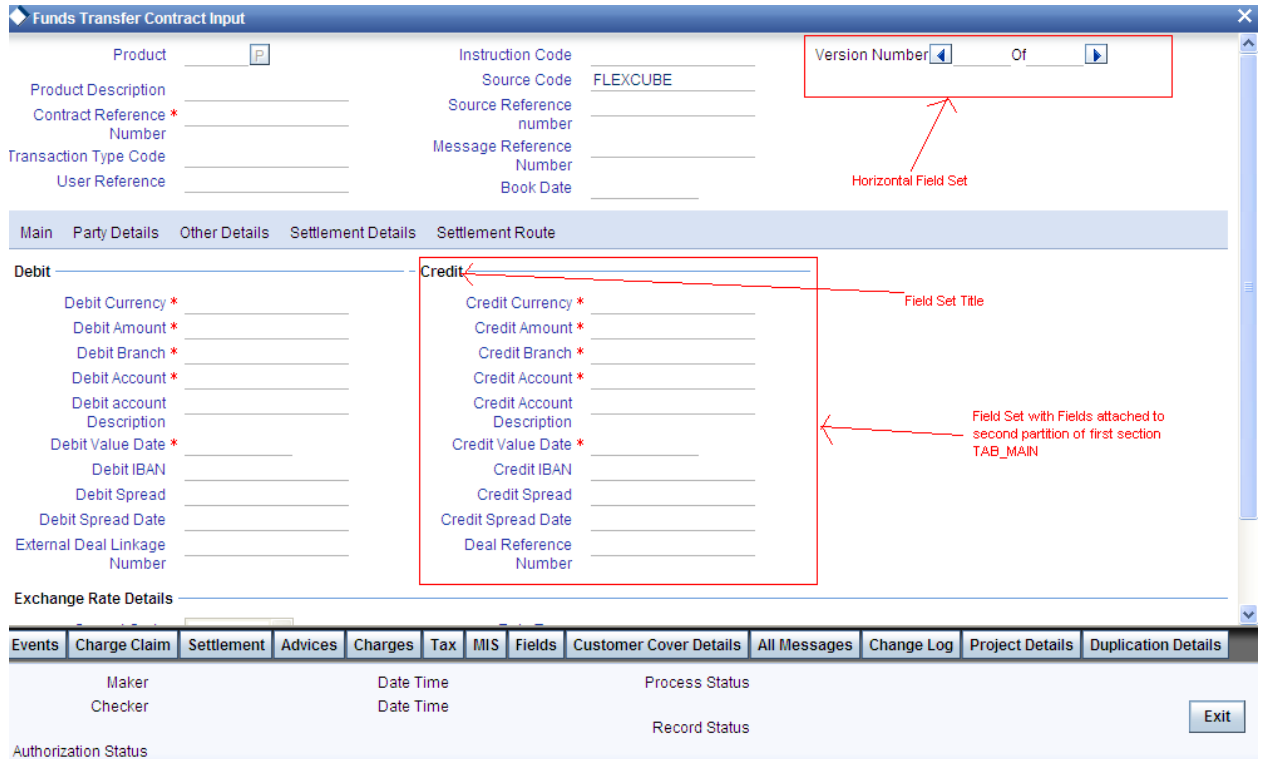 Funds Transfer Contract Input
Product P
Product Description
Contract Reference *
Number
Transaction Type Code
User Reference
Instruction Code
Source Code FLEXCUBE
Source Reference
number
Message Reference
Number
Book Date
Version Number Of
Horizontal Field Set
Main Party Details Other Details Settlement Details Settlement Route
Debit
Debit Currency *
Debit Amount *
Debit Branch *
Debit Account *
Debit account
Description
Debit Value Date *
Debit IBAN
Debit Spread
Debit Spread Date
External Deal Linkage
Number
Credit
Credit Currency *
Credit Amount *
Credit Branch *
Credit Account *
Credit Account
Description
Credit Value Date *
Credit IBAN
Credit Spread
Credit Spread Date
Deal Reference
Number
Field Set Title
Field Set with Fields attached to
second partition of first section
TAB_MAIN
Exchange Rate Details
Events Charge Claim Settlement Advices Charges Tax MIS Fields Customer Cover Details All Messages Change Log Project Details Duplication Details
Maker Date Time Process Status
Checker Date Time
Record Status
Exit
Authorization Status